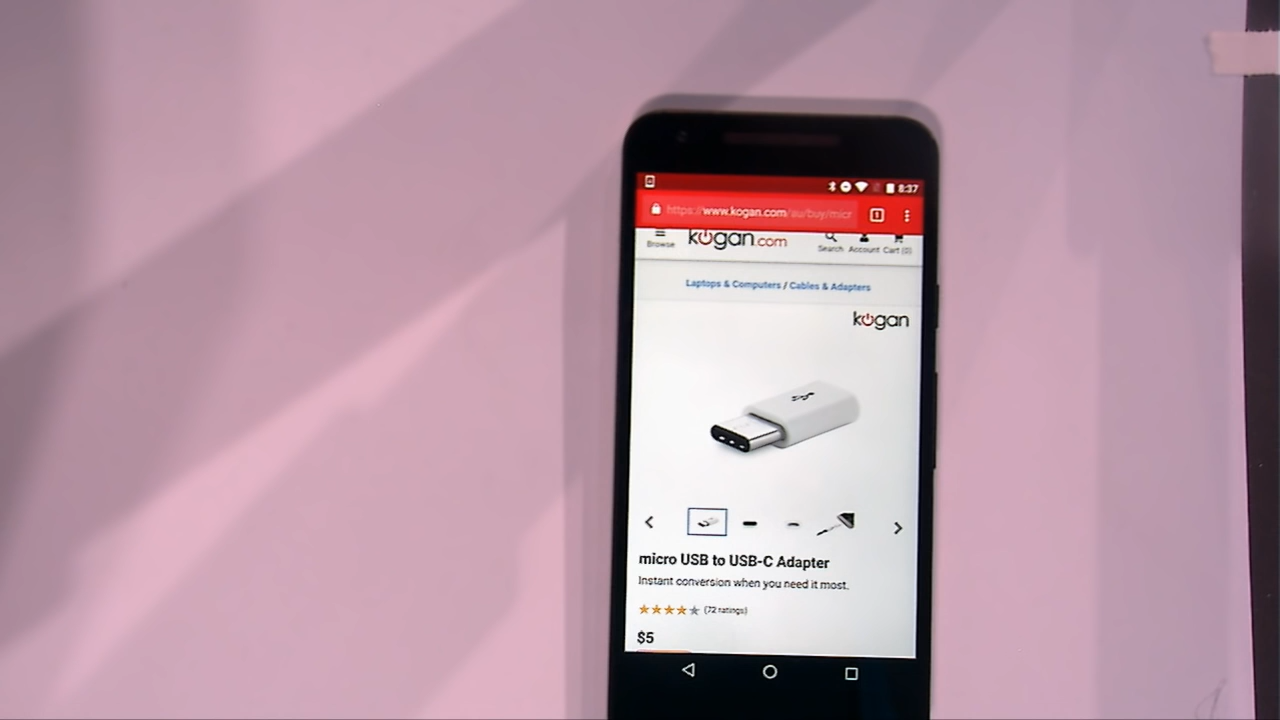 8:37
https://www.kogan.com/au/buy/micr
1
Browse
kogan.com
Search Account Cart (0)
Laptops & Computers / Cables & Adapters
kogan
micro USB to USB-C Adapter
Instant conversion when you need it most.
(72 ratings)
$5